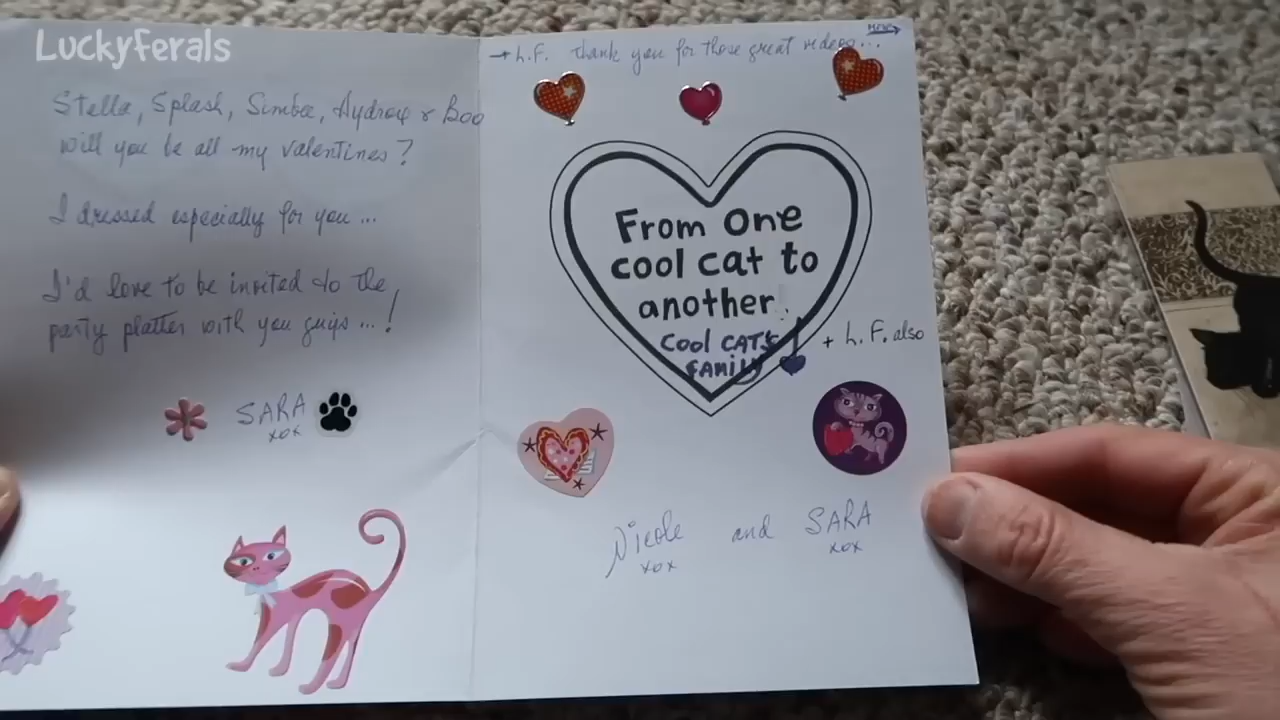 LuckyFerals
Stella, Splash, Simba, Hydrox & Boo
will you be all my valentines?
I dressed especially for you ...
I'd love to be invited to the
party platter with you guys ... !
SARA
xox
→ L.F. Thank you for those great videos...
From one
cool cat to
another
Cool CATS
FAMILY
+ L.F. also
Nicole and SARA
xox xox